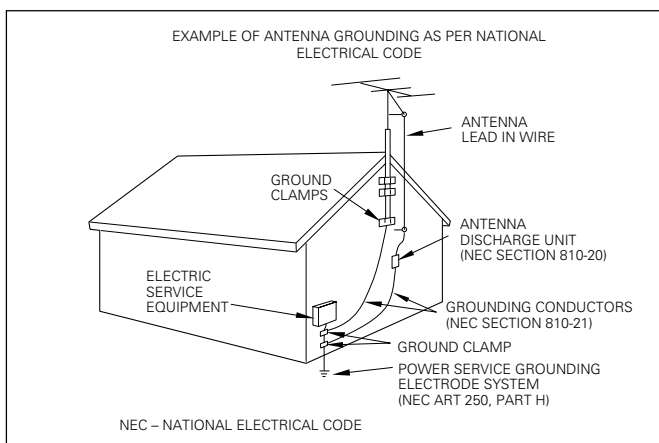 EXAMPLE OF ANTENNA GROUNDING AS PER NATIONAL
ELECTRICAL CODE
ANTENNA
LEAD IN WIRE
GROUND
CLAMPS
ANTENNA
DISCHARGE UNIT
(NEC SECTION 810-20)
ELECTRIC
SERVICE
EQUIPMENT
GROUNDING CONDUCTORS
(NEC SECTION 810-21)
GROUND CLAMP
POWER SERVICE GROUNDING
ELECTRODE SYSTEM
(NEC ART 250, PART H)
NEC – NATIONAL ELECTRICAL CODE